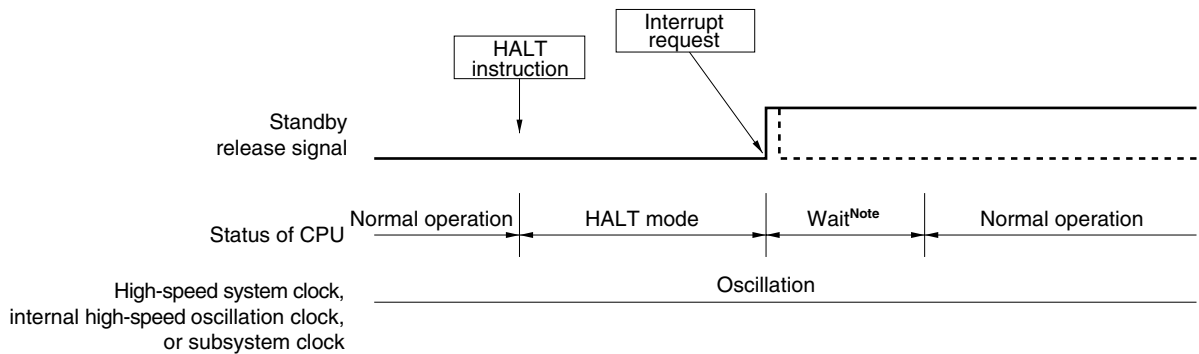 Interrupt
request
HALT
instruction
Standby
release signal
Status of CPU
Normal operation
HALT mode
WaitNote
Normal operation
High-speed system clock,
internal high-speed oscillation clock,
or subsystem clock
Oscillation